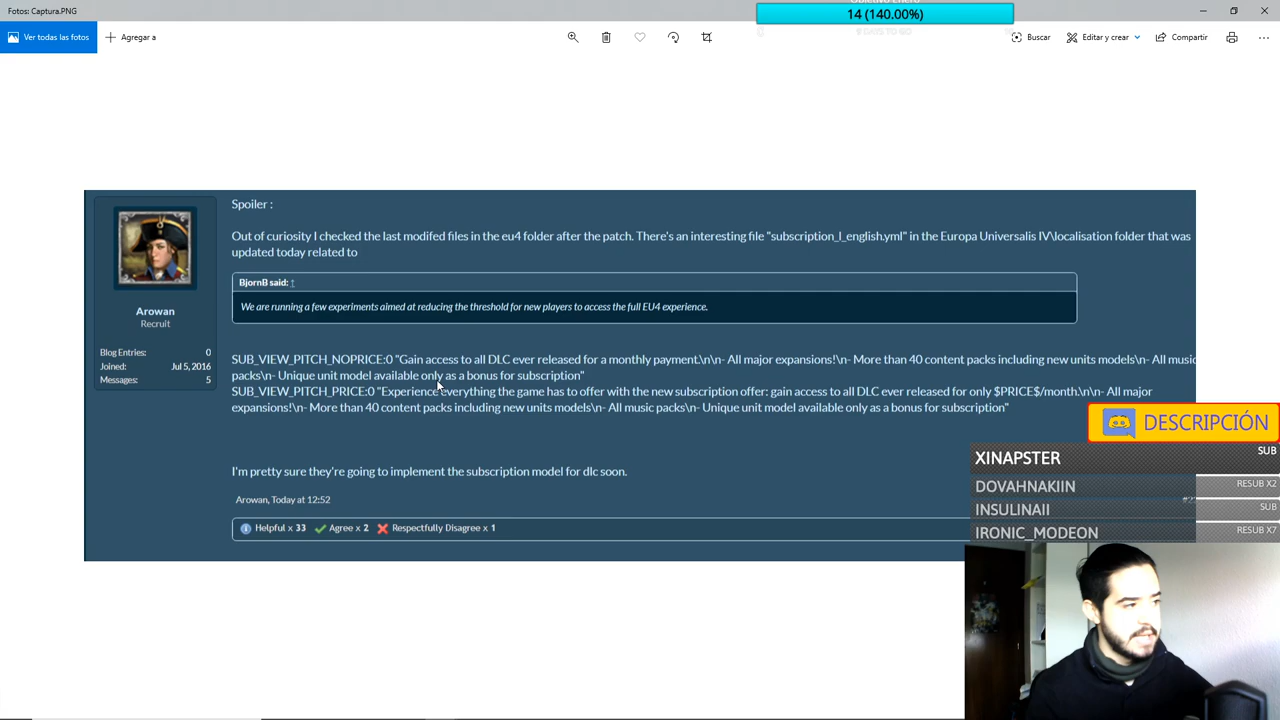 Fotos: Captura.PNG
14 (140.00%)
Ver todas las fotos
Agregar a
Buscar
Editar y crear
Compartir
Spoiler :
Out of curiosity I checked the last modifed files in the eu4 folder after the patch. There's an interesting file "subscription_l_english.yml" in the Europa Universalis IV\localisation folder that was
updated today related to
BjornB said: ↑
We are running a few experiments aimed at reducing the threshold for new players to access the full EU4 experience.
Arowan
Recruit
Blog Entries: 0
Joined: Jul 5, 2016
Messages: 5
SUB_VIEW_PITCH_NOPRICE:0 "Gain access to all DLC ever released for a monthly payment.\n\n- All major expansions!\n- More than 40 content packs including new units models\n- All music
packs\n- Unique unit model available only as a bonus for subscription"
SUB_VIEW_PITCH_PRICE:0 "Experience everything the game has to offer with the new subscription offer: gain access to all DLC ever released for only $PRICE$/month.\n\n- All major
expansions!\n- More than 40 content packs including new units models\n- All music packs\n- Unique unit model available only as a bonus for subscription"
I'm pretty sure they're going to implement the subscription model for dlc soon.
Arowan, Today at 12:52
Helpful x 33 Agree x 2 Respectfully Disagree x 1
DESCRIPCIÓN
XINAPSTER SUB
DOVAHNAKIIN RESUB X2
INSULINAII SUB
IRONIC_MODEON RESUB X7